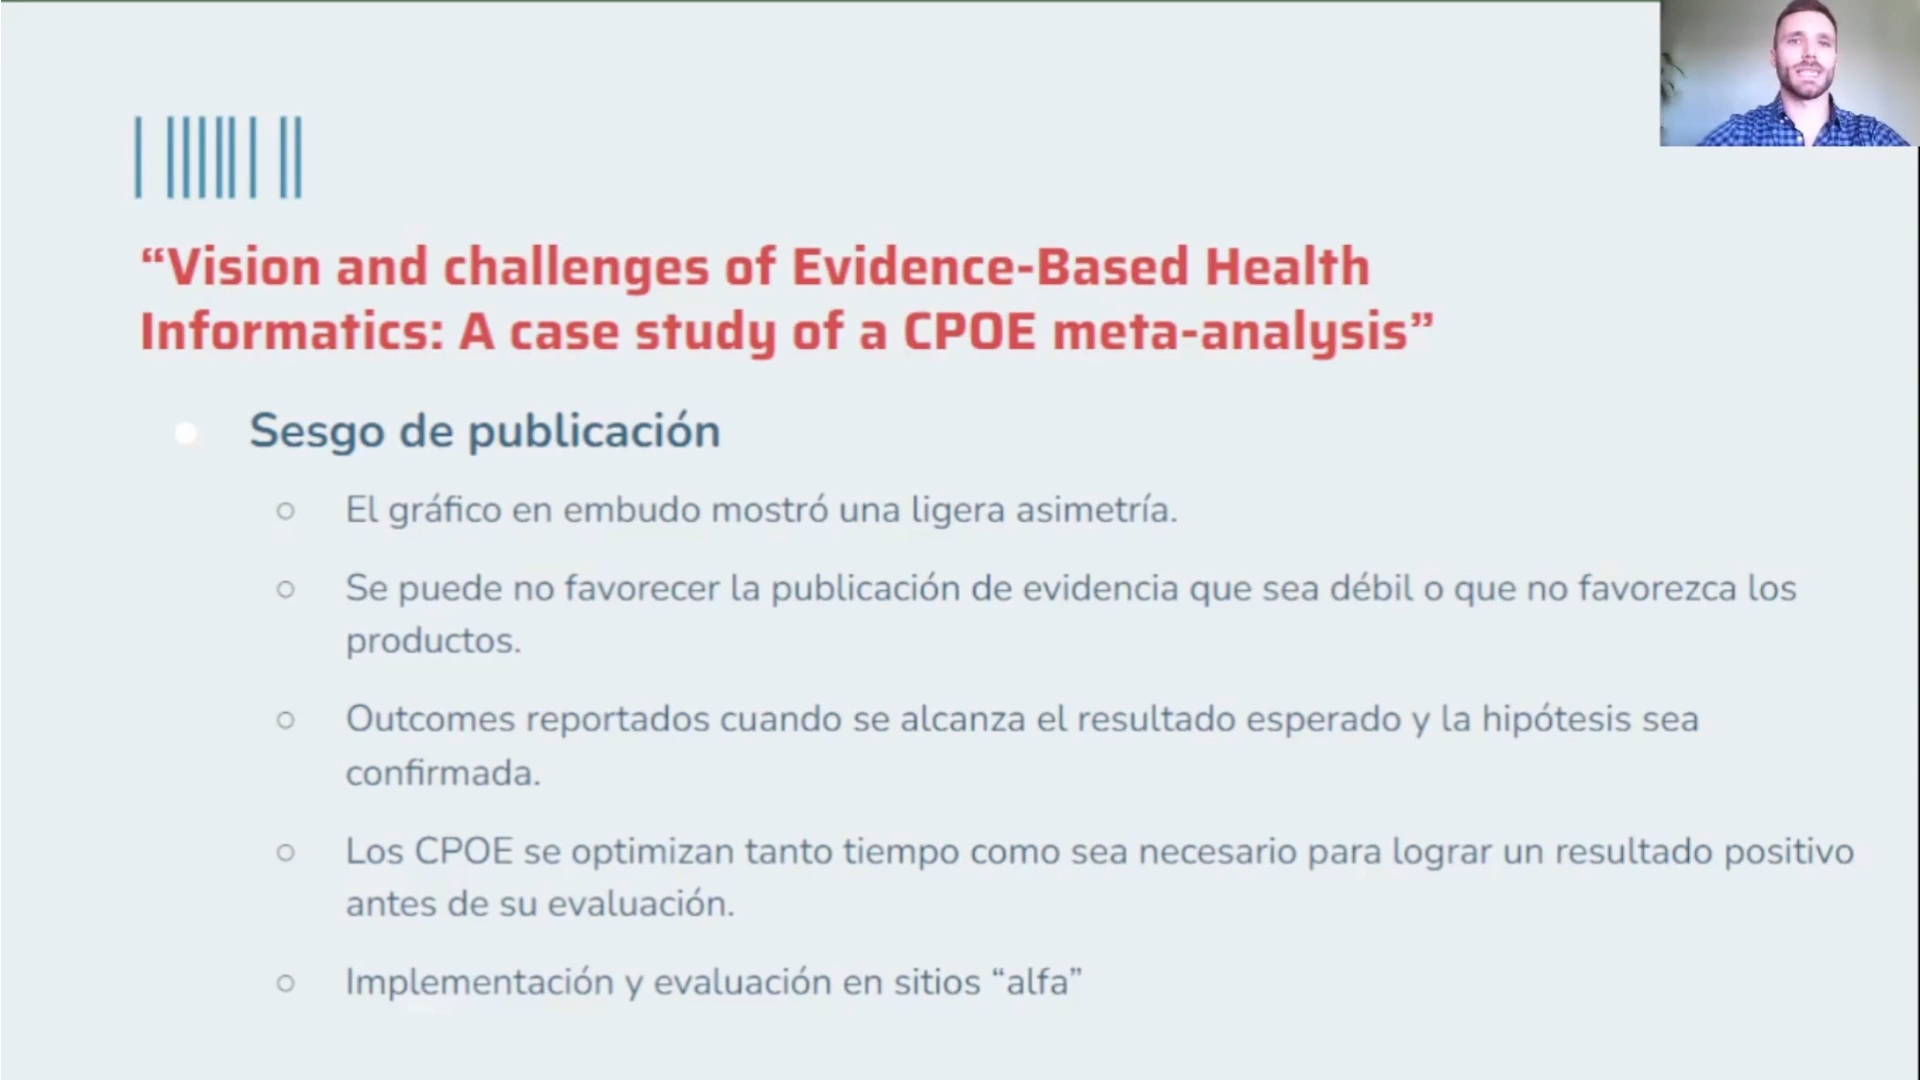 “Vision and challenges of Evidence-Based Health
Informatics: A case study of a CPOE meta-analysis”
Sesgo de publicación
El gráfico en embudo mostró una ligera asimetría.
Se puede no favorecer la publicación de evidencia que sea débil o que no favorezca los
productos.
Outcomes reportados cuando se alcanza el resultado esperado y la hipótesis sea
confirmada.
Los CPOE se optimizan tanto tiempo como sea necesario para lograr un resultado positivo
antes de su evaluación.
Implementación y evaluación en sitios “alfa”